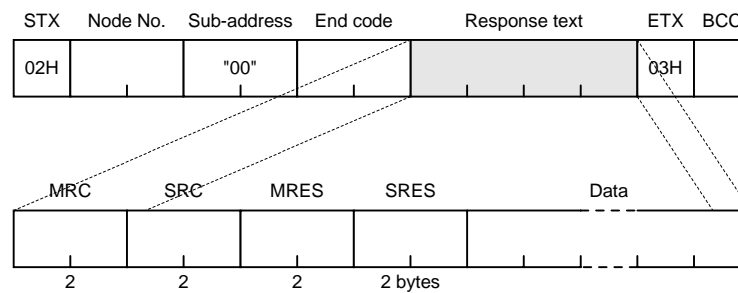 STX Node No. Sub-address End code Response text ETX BCC
02H "00" 03H
MRC SRC MRES SRES Data
2 2 2 2 bytes